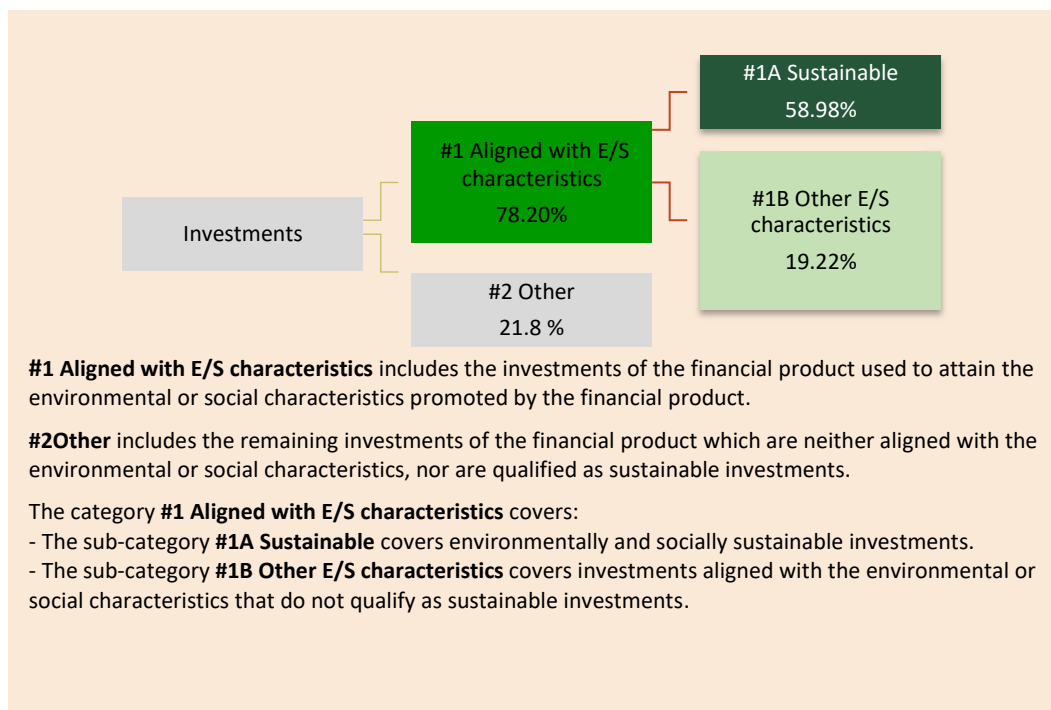 #1A Sustainable
58.98%
#1 Aligned with E/S
characteristics
78.20%
#1B Other E/S
characteristics
19.22%
Investments
#2 Other
21.8 %
#1 Aligned with E/S characteristics includes the investments of the financial product used to attain the
environmental or social characteristics promoted by the financial product.
#2Other includes the remaining investments of the financial product which are neither aligned with the
environmental or social characteristics, nor are qualified as sustainable investments.
The category #1 Aligned with E/S characteristics covers:
- The sub-category #1A Sustainable covers environmentally and socially sustainable investments.
- The sub-category #1B Other E/S characteristics covers investments aligned with the environmental or
social characteristics that do not qualify as sustainable investments.